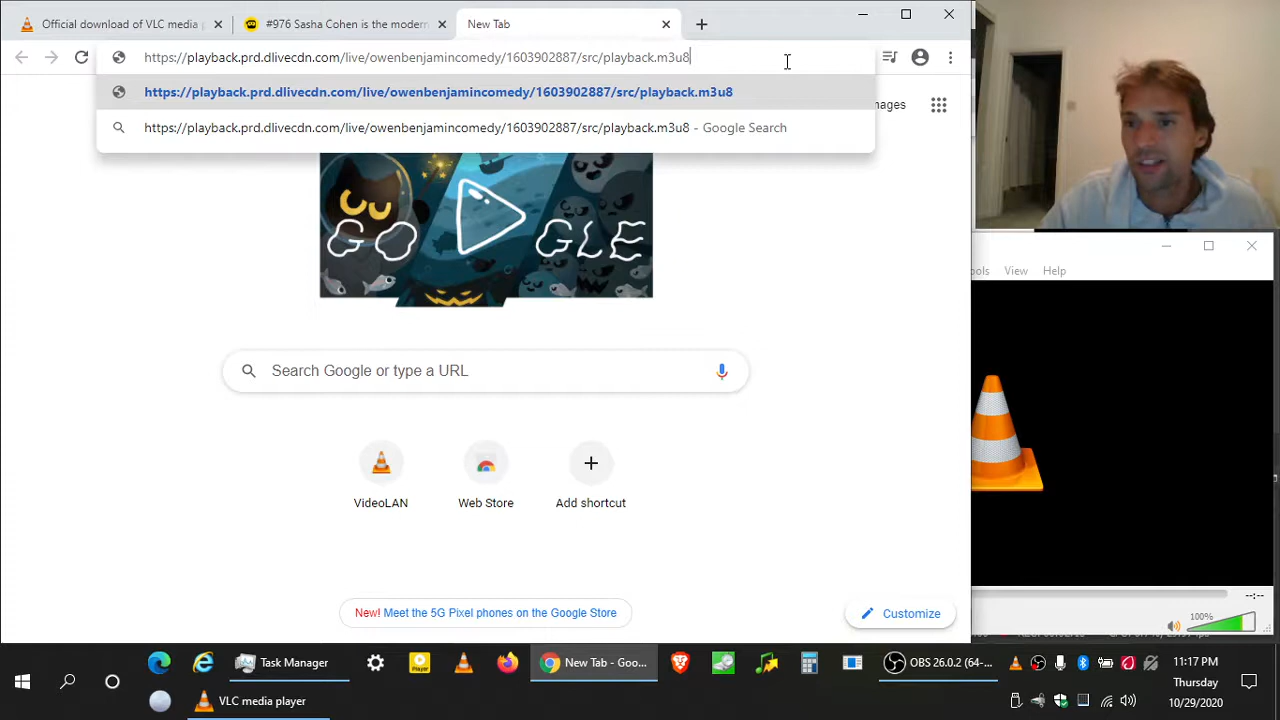 Official download of VLC media p
#976 Sasha Cohen is the modern
New Tab
https://playback.prd.dlivecdn.com/live/owenbenjamincomedy/1603902887/src/playback.m3u8
https://playback.prd.dlivecdn.com/live/owenbenjamincomedy/1603902887/src/playback.m3u8
ages
https://playback.prd.dlivecdn.com/live/owenbenjamincomedy/1603902887/src/playback.m3u8 - Google Search
GO GLE
ools View Help
Search Google or type a URL
VideoLAN
Web Store
Add shortcut
--:--
New! Meet the 5G Pixel phones on the Google Store
Customize
100%
Task Manager
Player
New Tab - Goo...
OBS 26.0.2 (64-...
11:17 PM
Thursday
10/29/2020
VLC media player